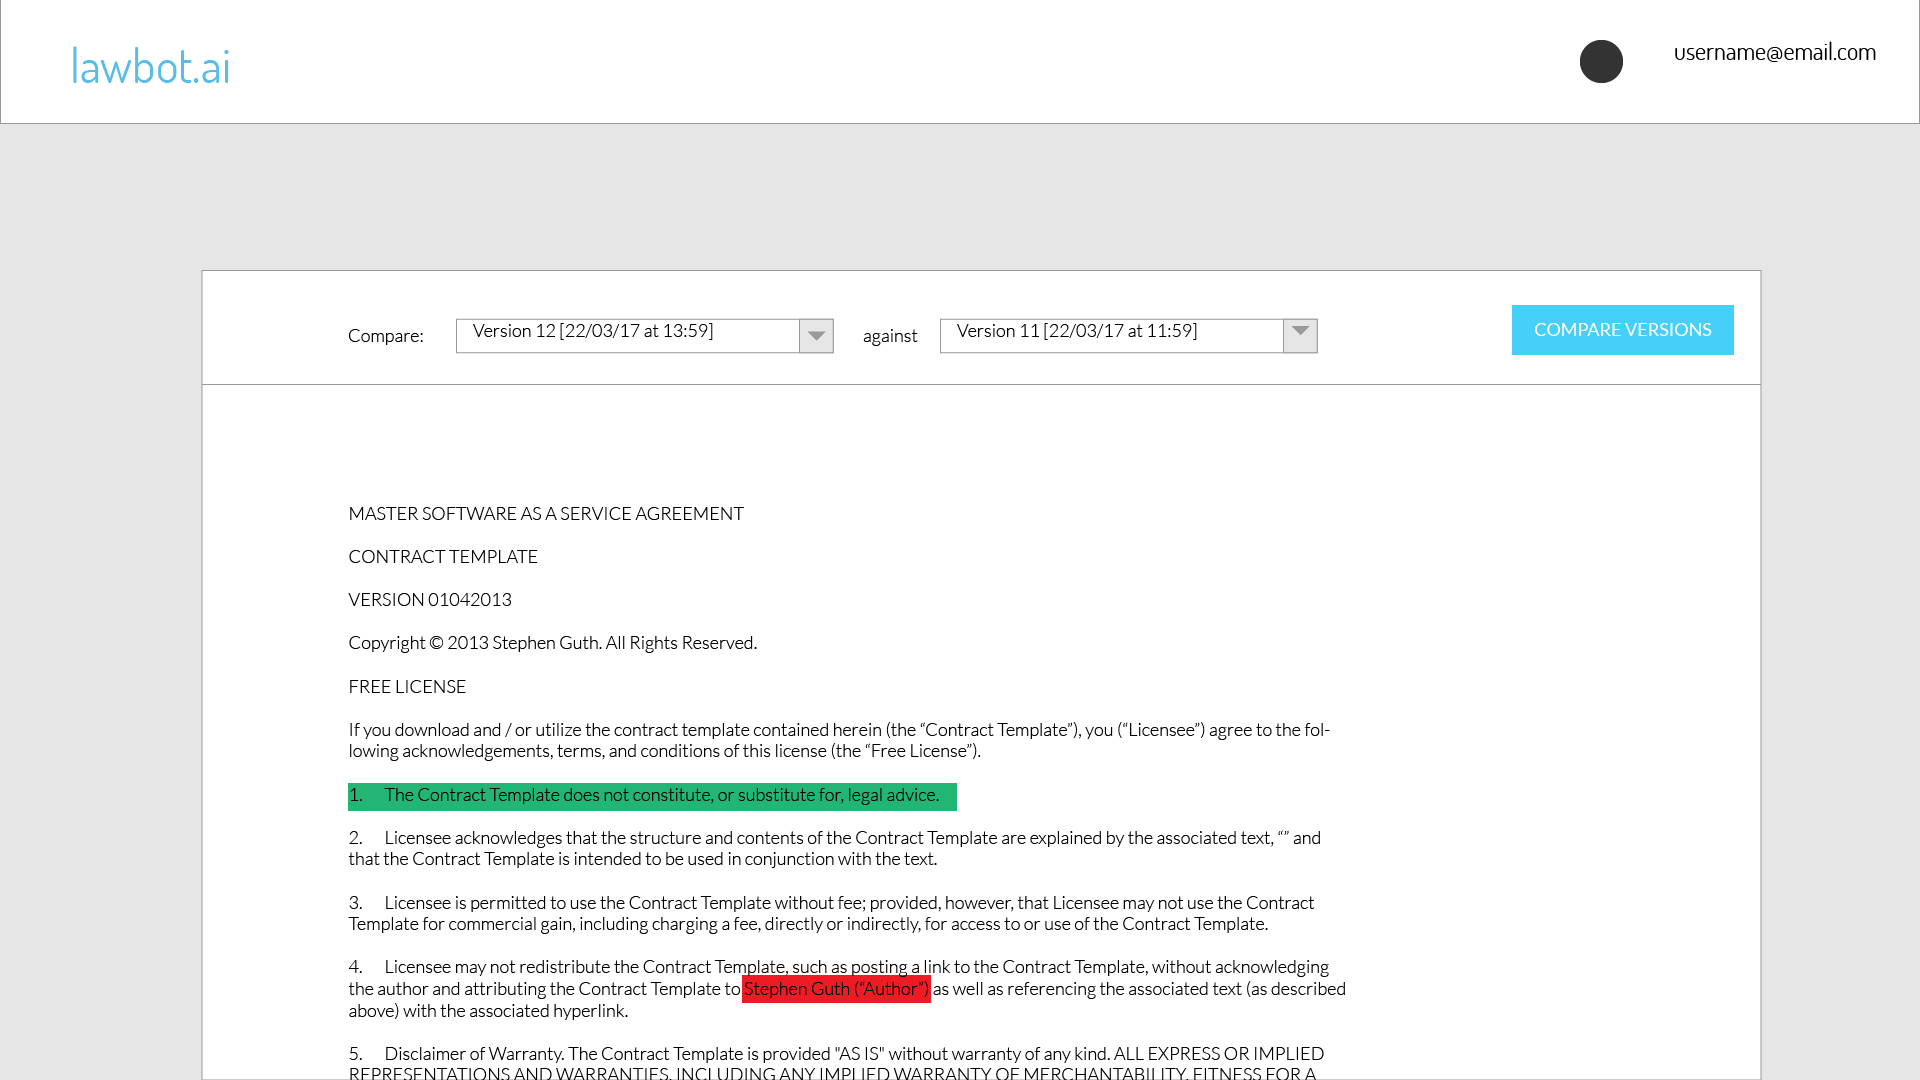 lawbot.ai
username@email.com
Compare:
Version 12 [22/03/17 at 13:59]
against
Version 11 [22/03/17 at 11:59]
COMPARE VERSIONS
MASTER SOFTWARE AS A SERVICE AGREEMENT
CONTRACT TEMPLATE
VERSION 01042013
Copyright © 2013 Stephen Guth. All Rights Reserved.
FREE LICENSE
If you download and / or utilize the contract template contained herein (the “Contract Template”), you (“Licensee”) agree to the fol-
lowing acknowledgements, terms, and conditions of this license (the “Free License”).
1. The Contract Template does not constitute, or substitute for, legal advice.
2. Licensee acknowledges that the structure and contents of the Contract Template are explained by the associated text, “” and
that the Contract Template is intended to be used in conjunction with the text.
3. Licensee is permitted to use the Contract Template without fee; provided, however, that Licensee may not use the Contract
Template for commercial gain, including charging a fee, directly or indirectly, for access to or use of the Contract Template.
4. Licensee may not redistribute the Contract Template, such as posting a link to the Contract Template, without acknowledging
the author and attributing the Contract Template to Stephen Guth (“Author”) as well as referencing the associated text (as described
above) with the associated hyperlink.
5. Disclaimer of Warranty. The Contract Template is provided "AS IS" without warranty of any kind. ALL EXPRESS OR IMPLIED
REPRESENTATIONS AND WARRANTIES, INCLUDING ANY IMPLIED WARRANTY OF MERCHANTABILITY, FITNESS FOR A